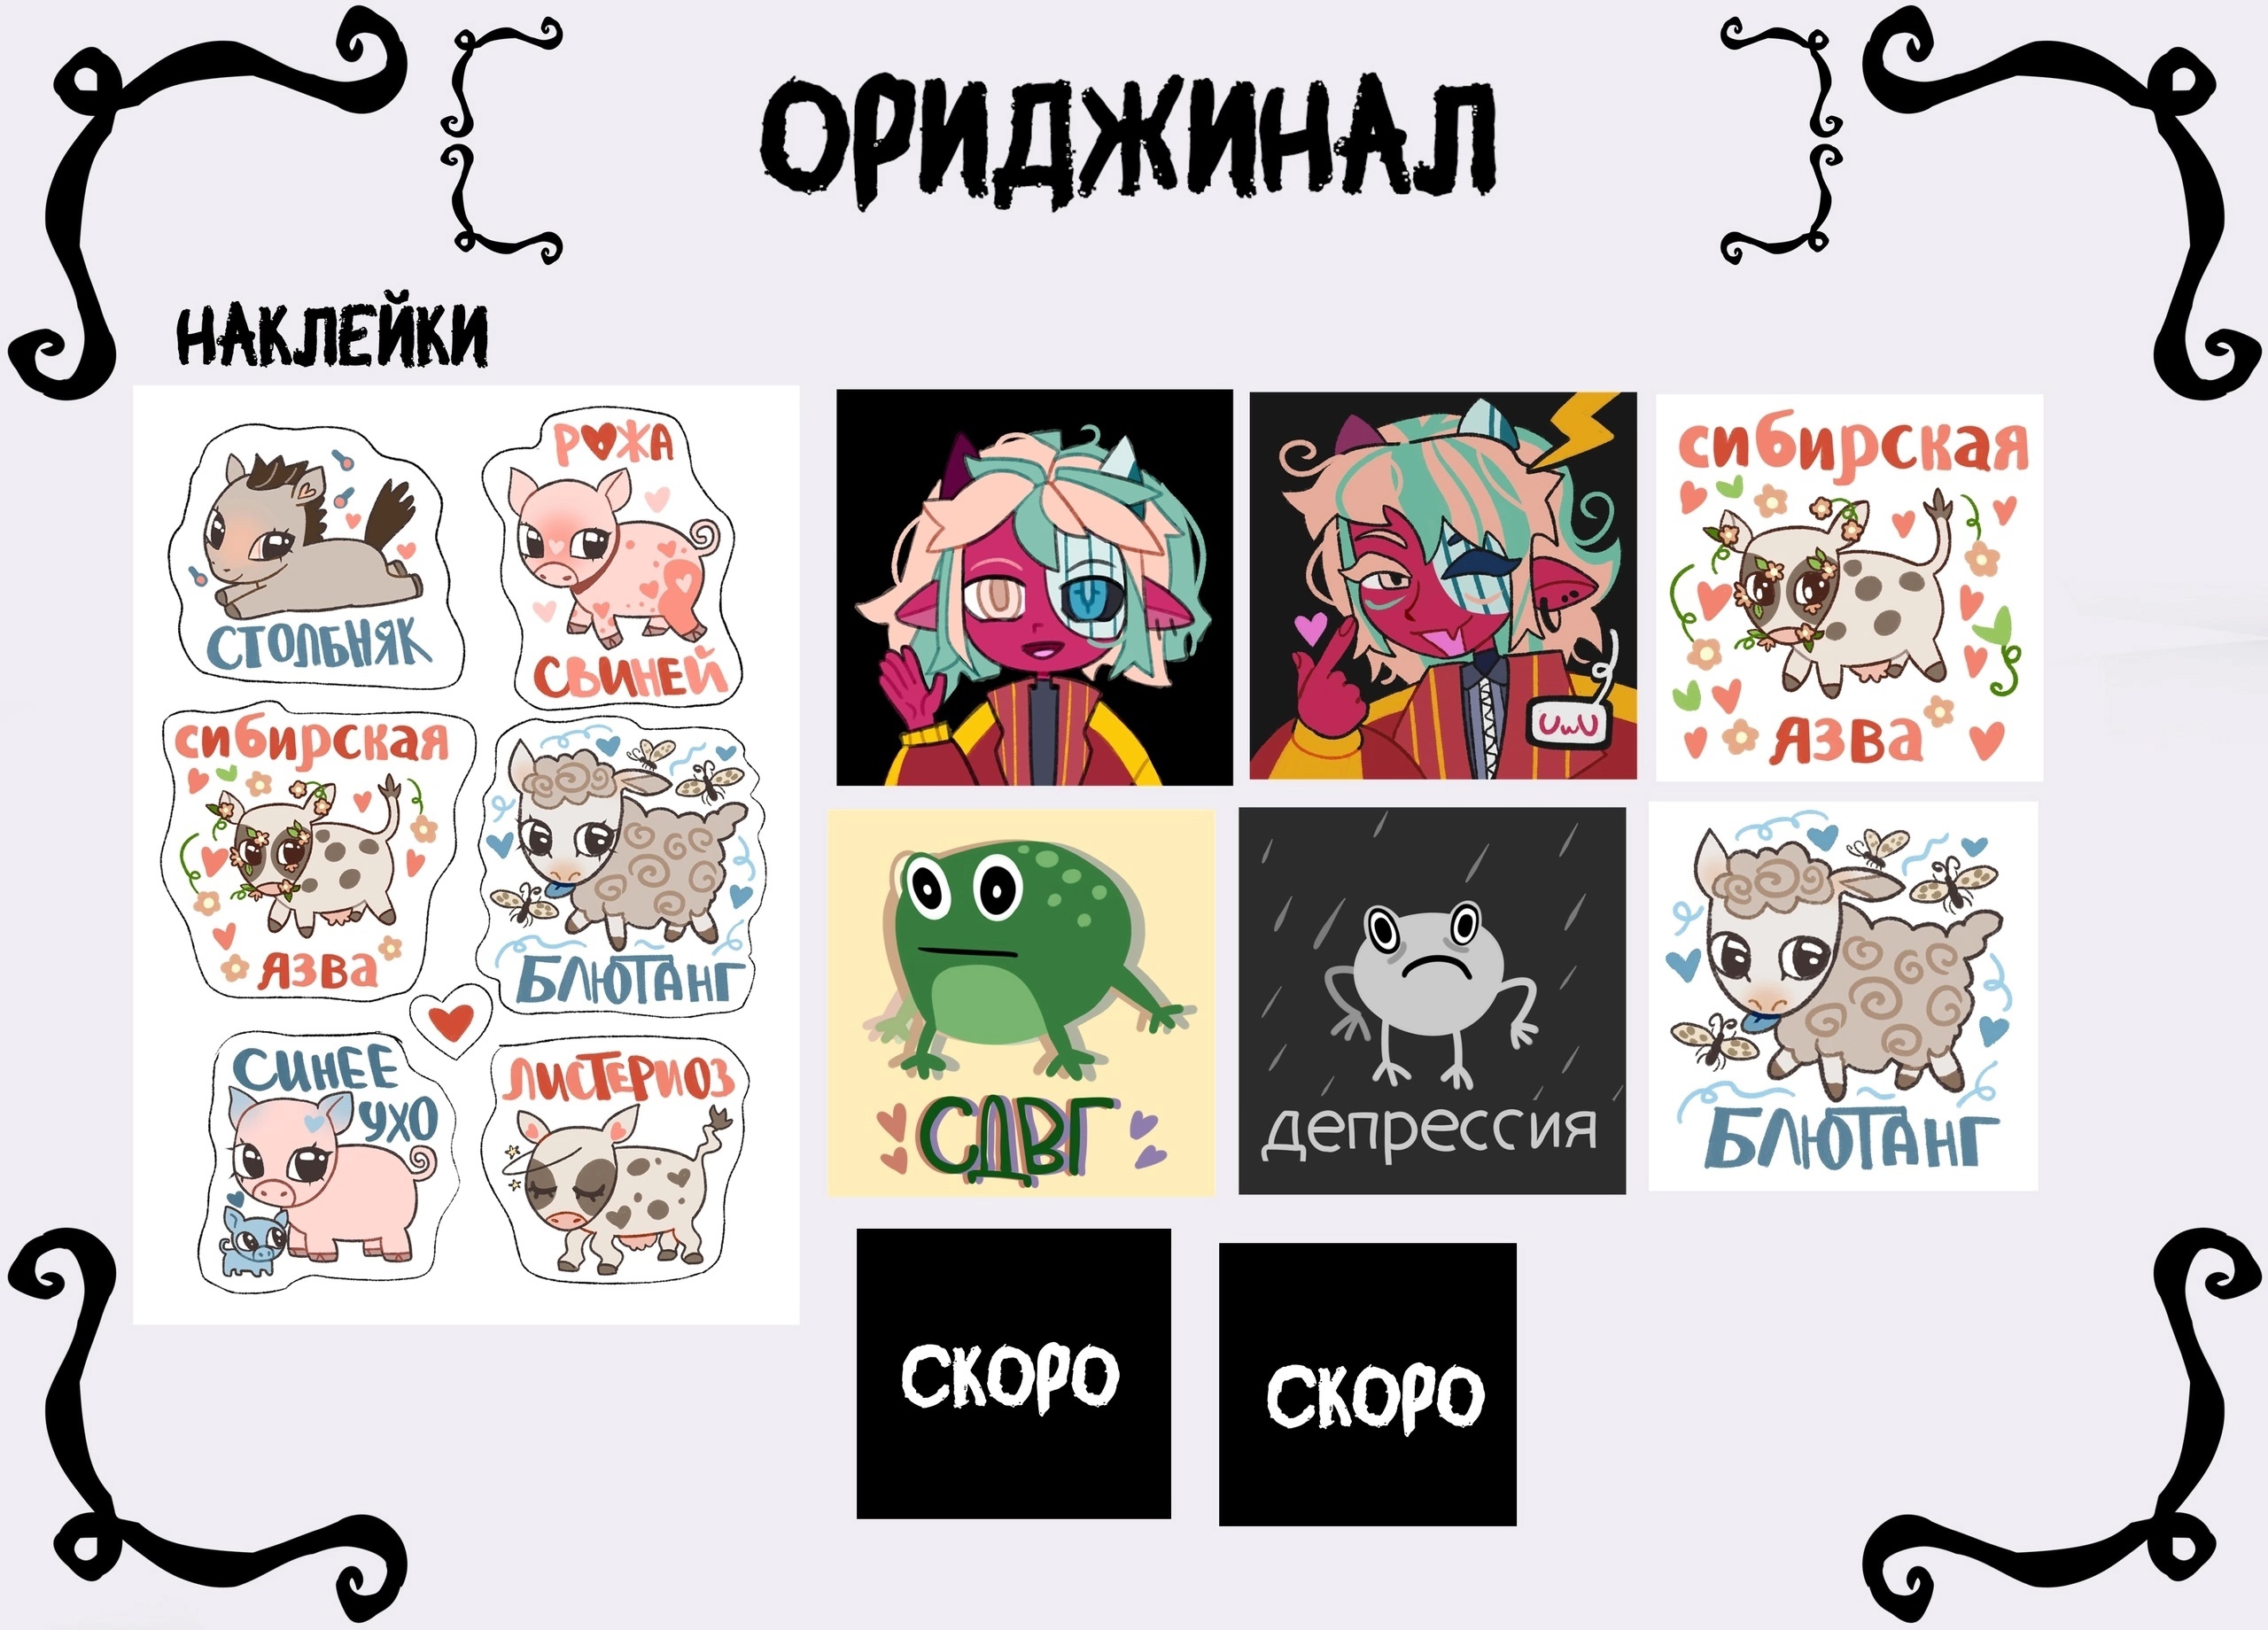 ОРИДЖИНАЛ
НАКЛЕЙКИ
СТОЛБНЯК
РОЖА
СВИНЕЙ
сибирская
язва
БЛЮТАНГ
СИНЕЕ
УХО
ЛИСТЕРИОЗ
UwU
сибирская
язва
СДВГ
депрессия
БЛЮТАНГ
СКОРО
СКОРО